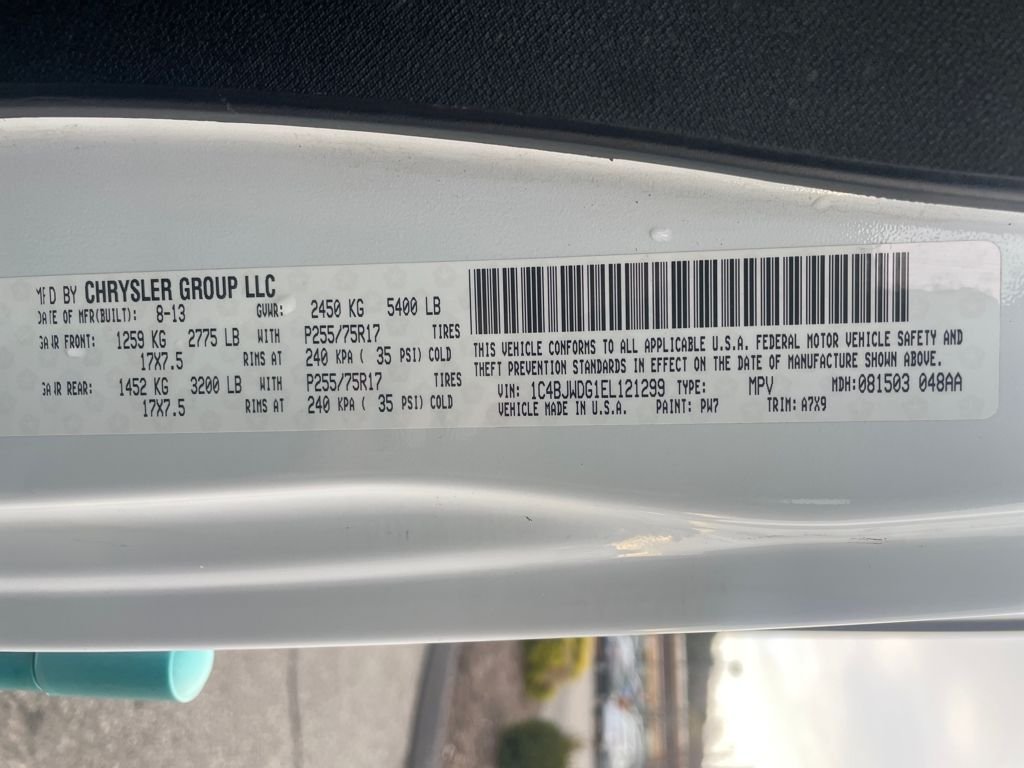 MFD BY CHRYSLER GROUP LLC
DATE OF MFR(BUILT): 8-13 GVWR: 2450 KG 5400 LB
GAWR FRONT: 1259 KG 2775 LB WITH P255/75R17 TIRES
17X7.5 RIMS AT 240 KPA ( 35 PSI) COLD
GAWR REAR: 1452 KG 3200 LB WITH P255/75R17 TIRES
17X7.5 RIMS AT 240 KPA ( 35 PSI) COLD
THIS VEHICLE CONFORMS TO ALL APPLICABLE U.S.A. FEDERAL MOTOR VEHICLE SAFETY AND
THEFT PREVENTION STANDARDS IN EFFECT ON THE DATE OF MANUFACTURE SHOWN ABOVE.
VIN: 1C4BJWDG1EL121299 TYPE: MPV MDH: 081503 048AA
VEHICLE MADE IN U.S.A. PAINT: PW7 TRIM: A7X9